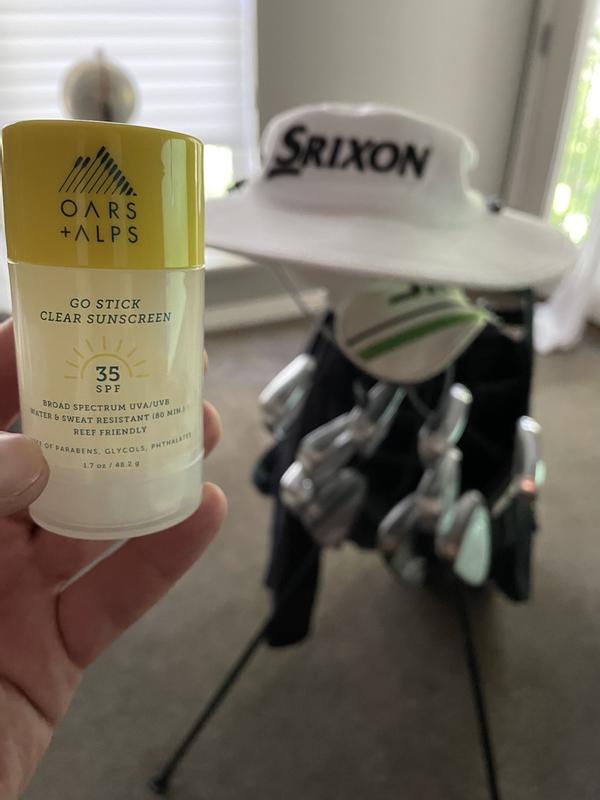 OARS
+ALPS
GO STICK
CLEAR SUNSCREEN
35
SPF
BROAD SPECTRUM UVA/UVB
WATER & SWEAT RESISTANT (80 MIN.)
REEF FRIENDLY
OF PARABENS, GLYCOLS, PHTHALATES
1.7 oz / 48.2 g
SRIXON